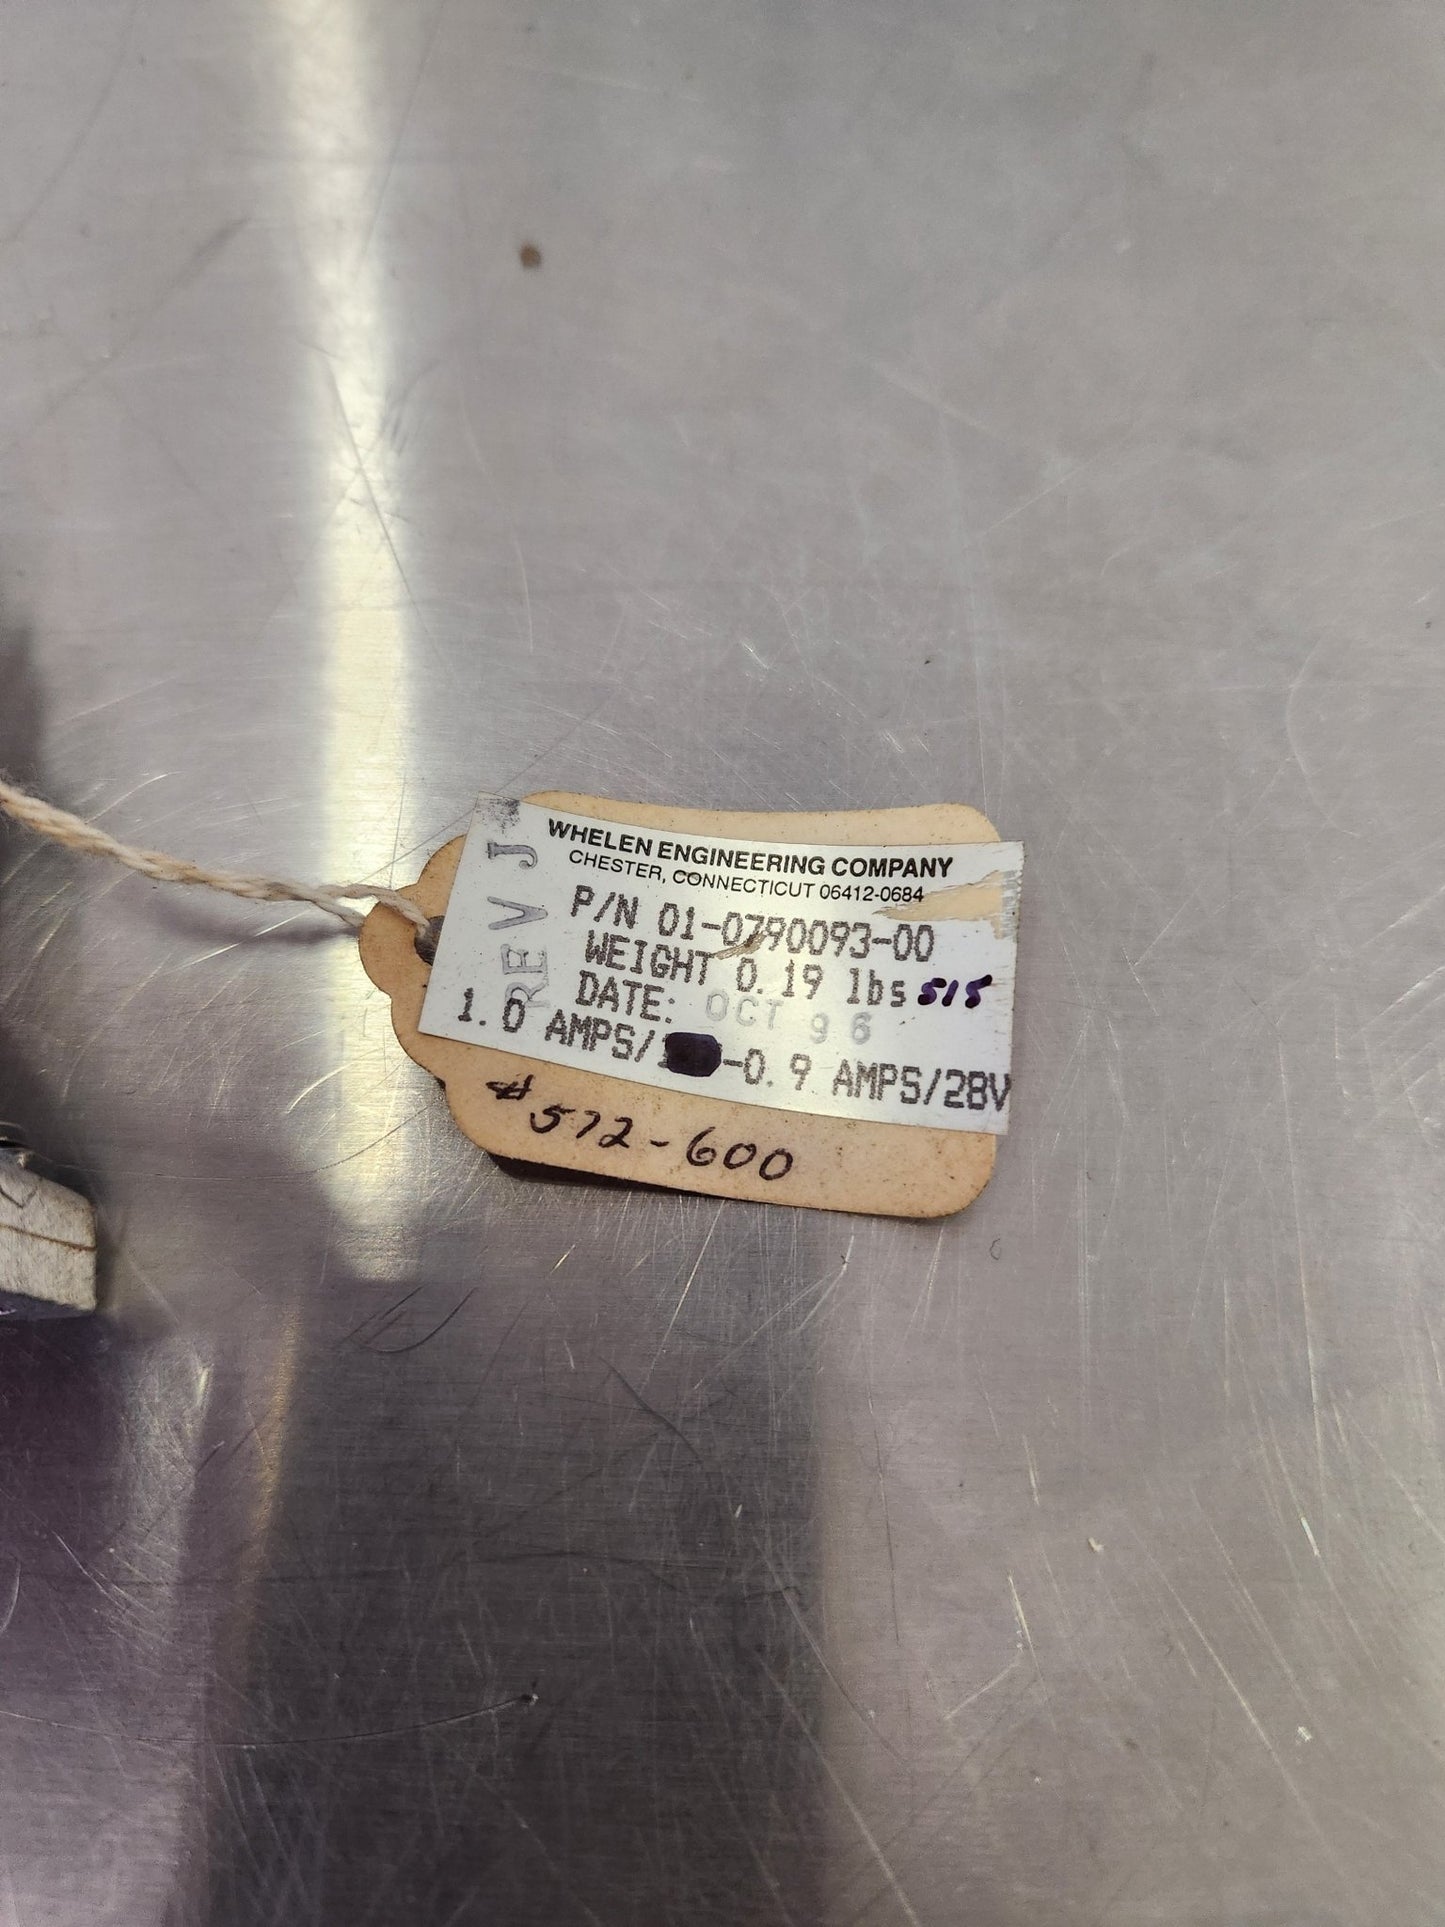 WHELEN ENGINEERING COMPANY
CHESTER, CONNECTICUT 06412-0684
P/N 01-0790093-00
WEIGHT 0.19 lbs 515
DATE: OCT 96
1.0 AMPS/ -0.9 AMPS/28V
REV J
# 572-600